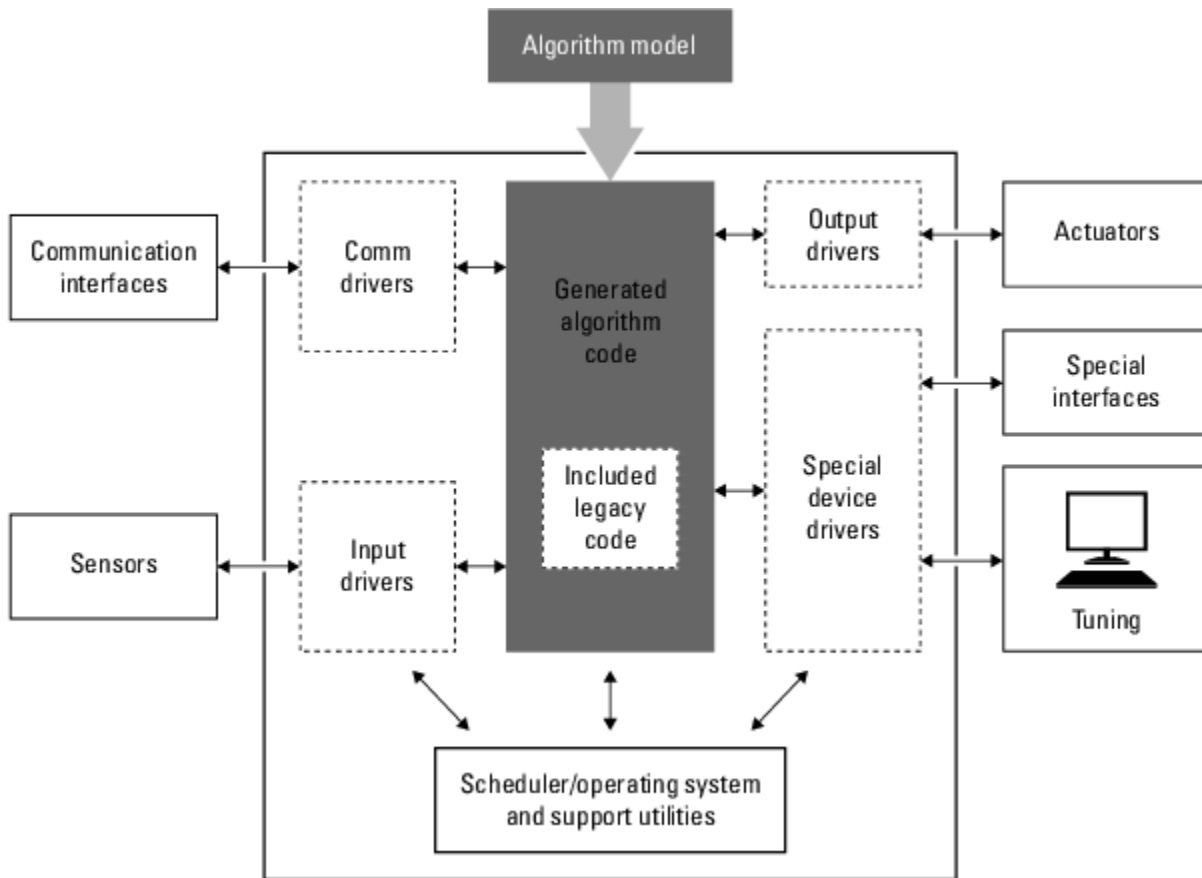 Algorithm model
Communication
interfaces
Comm
drivers
Generated
algorithm
code
Output
drivers
Actuators
Special
interfaces
Included
legacy
code
Special
device
drivers
Sensors
Input
drivers
Tuning
Scheduler/operating system
and support utilities